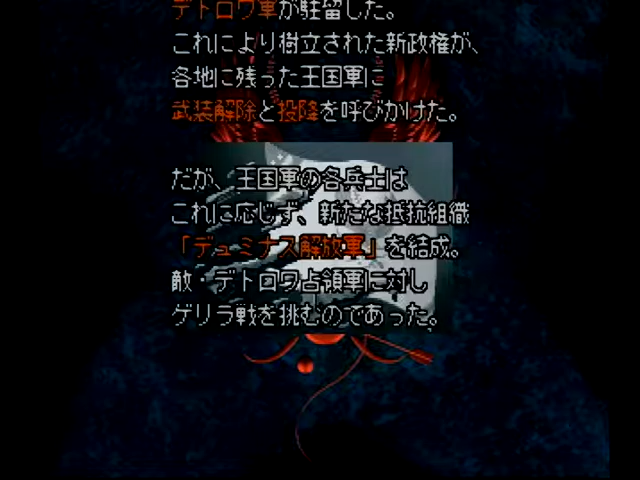 デトロワ軍が駐留した。
これにより樹立された新政権が、
各地に残った王国軍に
武装解除と投降を呼びかけた。
だが、王国軍の各兵士は
これに応じず、新たな抵抗組織
「デュミナス解放軍」を結成。
敵・デトロワ占領軍に対し
ゲリラ戦を挑むのであった。